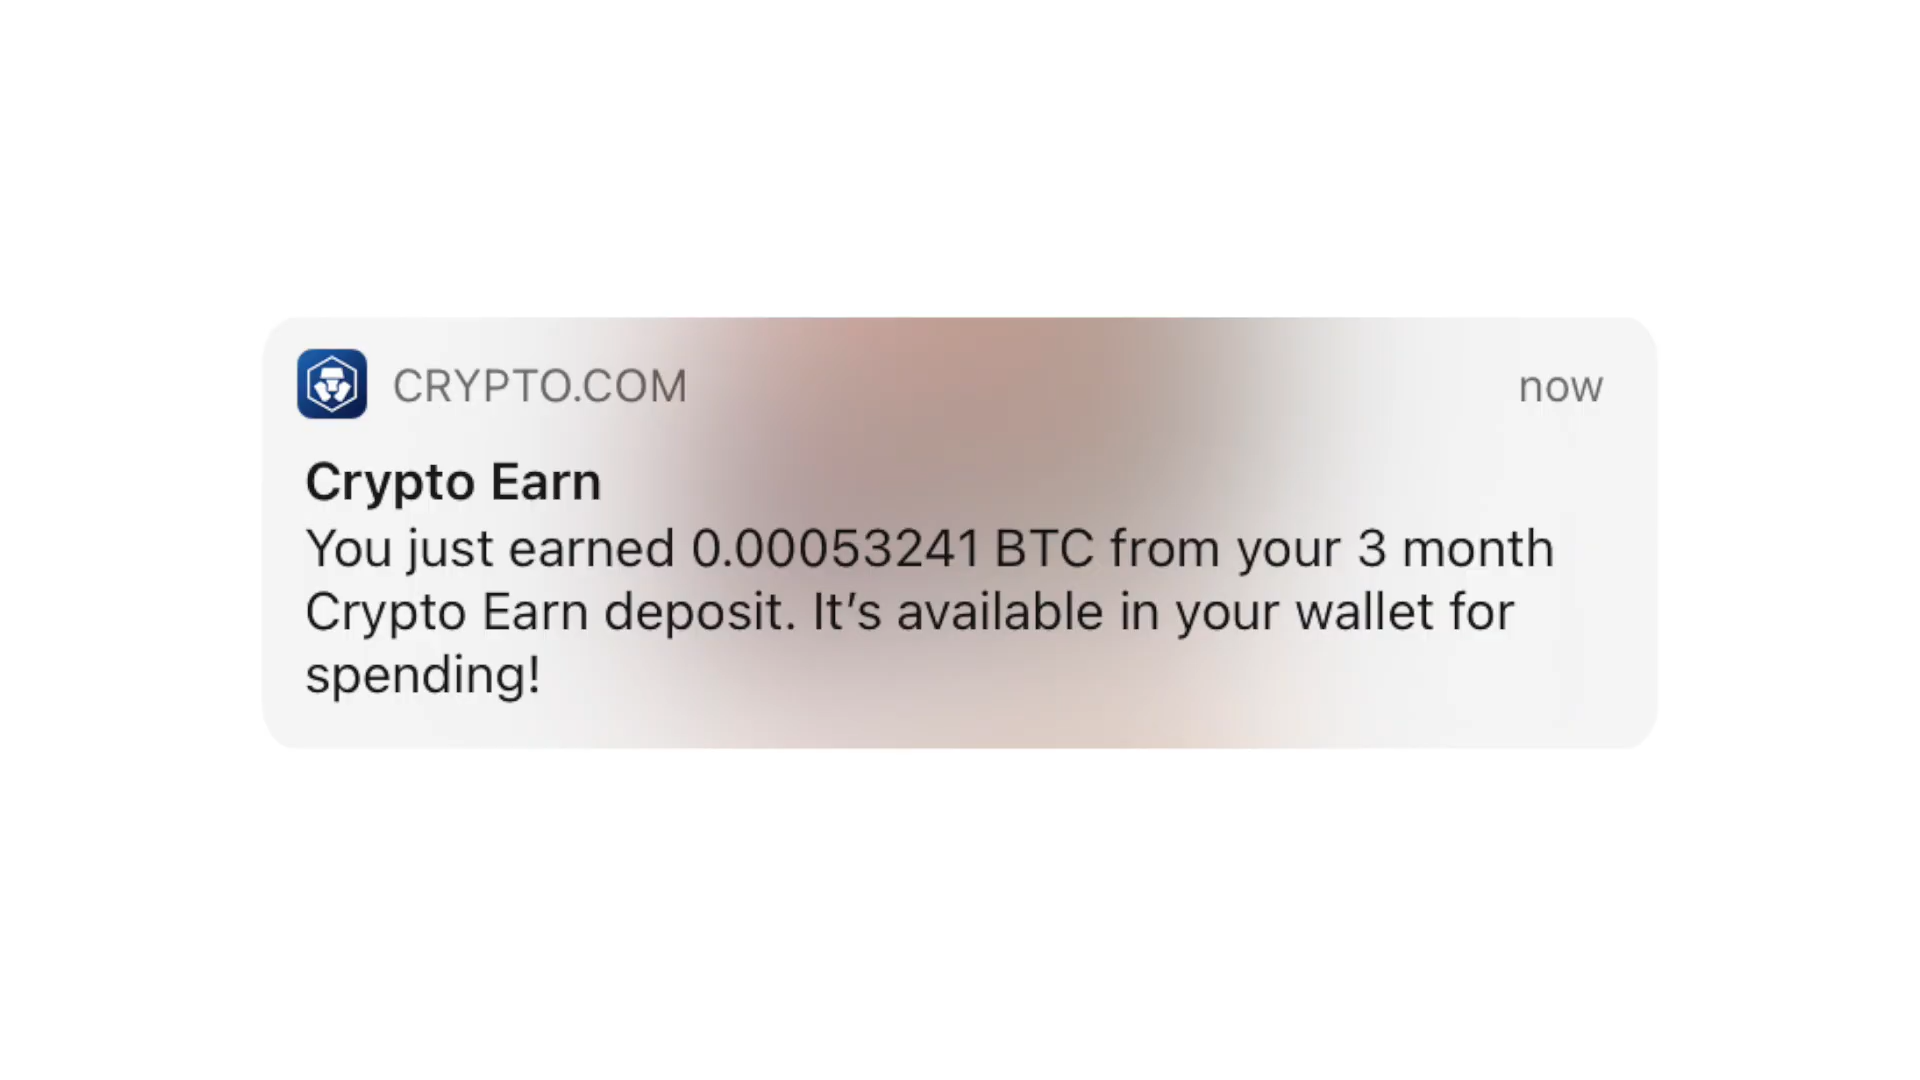 CRYPTO.COM now
Crypto Earn
You just earned 0.00053241 BTC from your 3 month
Crypto Earn deposit. It’s available in your wallet for
spending!